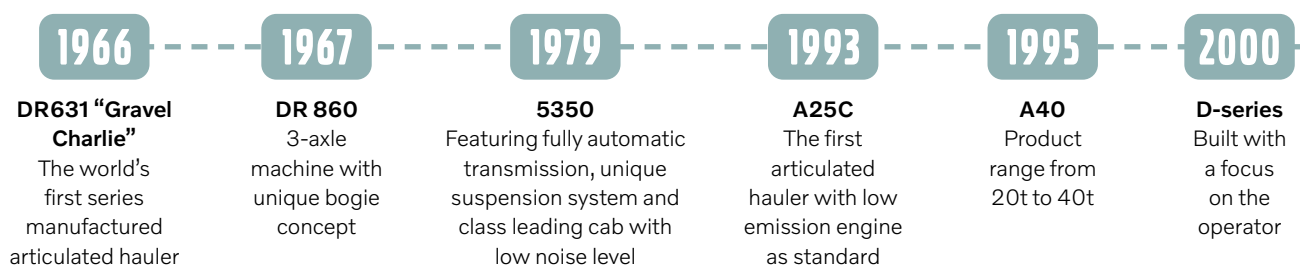 1966
DR631 “Gravel
Charlie”
The world’s
first series
manufactured
articulated hauler
1967
DR 860
3-axle
machine with
unique bogie
concept
1979
5350
Featuring fully automatic
transmission, unique
suspension system and
class leading cab with
low noise level
1993
A25C
The first
articulated
hauler with low
emission engine
as standard
1995
A40
Product
range from
20t to 40t
2000
D-series
Built with
a focus
on the
operator